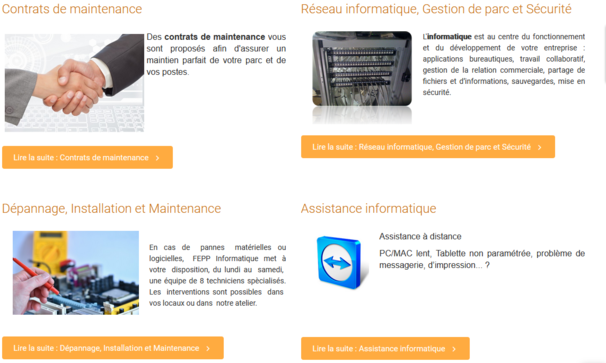 Contrats de maintenance
Des contrats de maintenance vous
sont proposés afin d'assurer un
maintien parfait de votre parc et de
vos postes.
Lire la suite : Contrats de maintenance >
Réseau informatique, Gestion de parc et Sécurité
L'informatique est au centre du fonctionnement
et du développement de votre entreprise :
applications bureautiques, travail collaboratif,
gestion de la relation commerciale, partage de
fichiers et d'informations, sauvegardes, mise en
sécurité.
Lire la suite : Réseau informatique, Gestion de parc et Sécurité >
Dépannage, Installation et Maintenance
En cas de pannes matérielles ou
logicielles, FEPP Informatique met à
votre disposition, du lundi au samedi,
une équipe de 8 techniciens spécialisés.
Les interventions sont possibles dans
vos locaux ou dans notre atelier.
Lire la suite : Dépannage, Installation et Maintenance >
Assistance informatique
Assistance à distance
PC/MAC lent, Tablette non paramétrée, problème de
messagerie, d'impression... ?
Lire la suite : Assistance informatique >